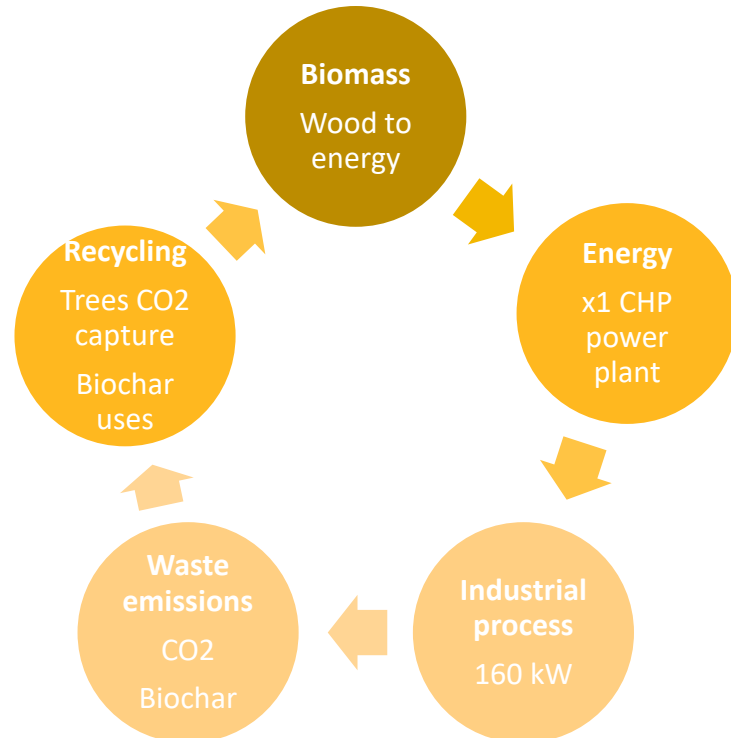 Biomass
Wood to
energy
Energy
x1 CHP
power
plant
Industrial
process
160 kW
Waste
emissions
CO2
Biochar
Recycling
Trees CO2
capture
Biochar
uses